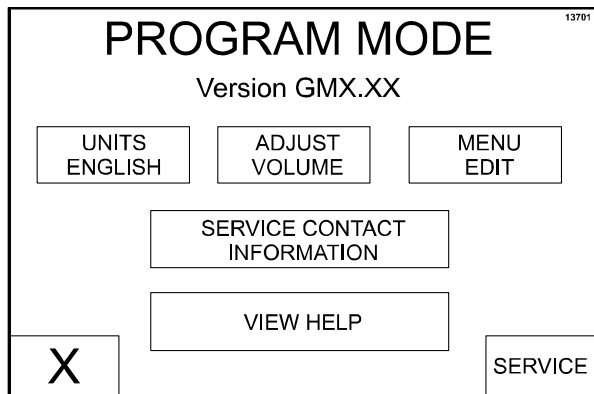 13701
PROGRAM MODE
Version GMX.XX
UNITS
ENGLISH
ADJUST
VOLUME
MENU
EDIT
SERVICE CONTACT
INFORMATION
VIEW HELP
X
SERVICE